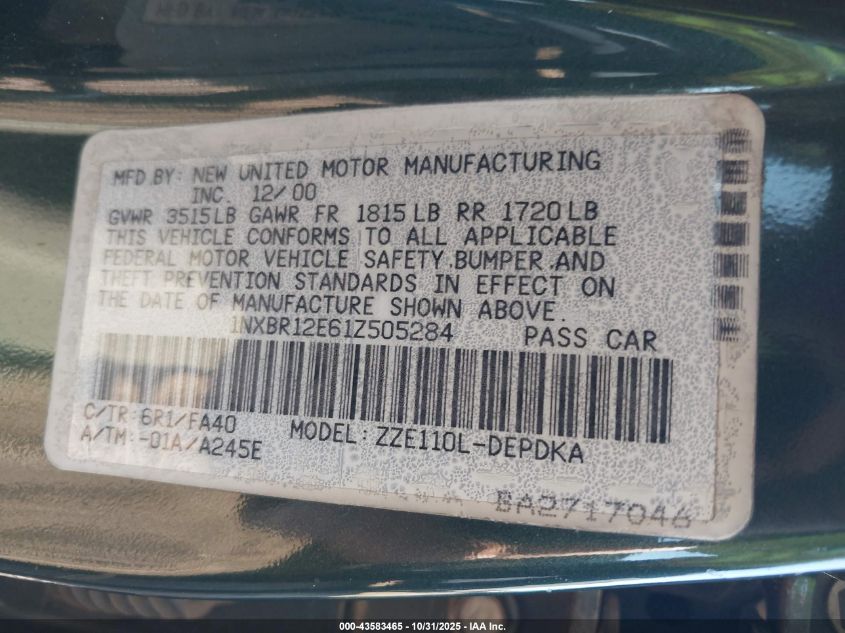 MFD BY: NEW UNITED MOTOR MANUFACTURING
INC. 12/00
GVWR 3515LB GAWR FR 1815LB RR 1720LB
THIS VEHICLE CONFORMS TO ALL APPLICABLE
FEDERAL MOTOR VEHICLE SAFETY,BUMPER,AND
THEFT PREVENTION STANDARDS IN EFFECT ON
THE DATE OF MANUFACTURE SHOWN ABOVE.
1NXBR12E61Z505284 PASS CAR
C/TR: 6R1/FA40
A/TM:-01A/A245E
MODEL: ZZE110L-DEPDKA
BA2717046
000-43583465 - 10/31/2025 - IAA Inc.